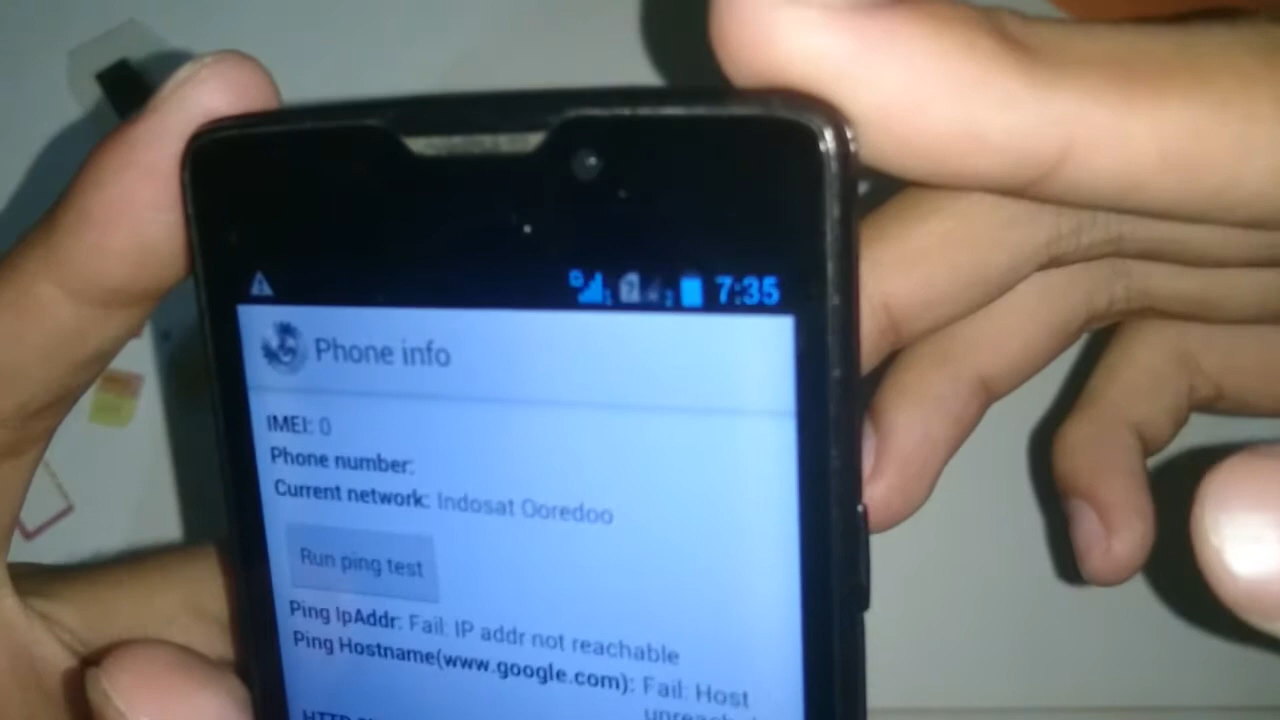 7:35
Phone info
IMEI: 0
Phone number:
Current network: Indosat Ooredoo
Run ping test
Ping IpAddr: Fail: IP addr not reachable
Ping Hostname(www.google.com): Fail: Host